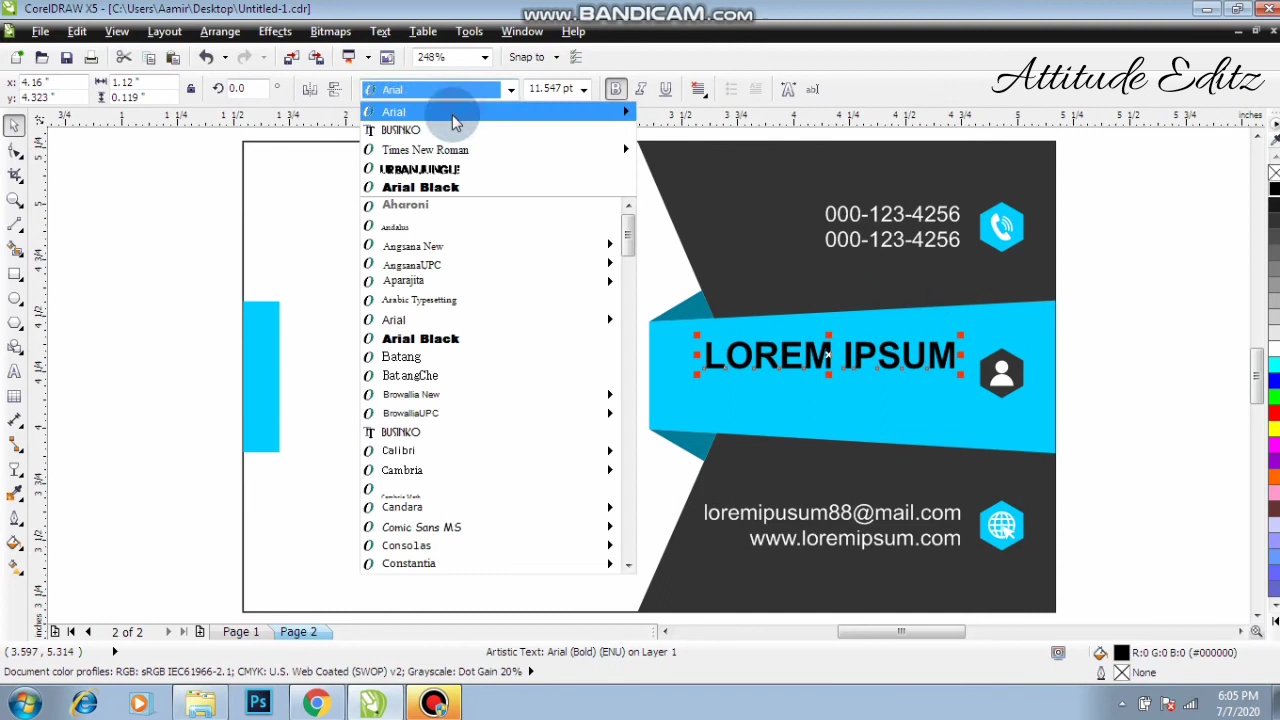 CorelDRAW X5 - [C:\Users\Aamir\Desktop\Untitled-1.cdr]
www.BANDICAM.com
File Edit View Layout Arrange Effects Bitmaps Text Table Tools Window Help
248% Snap to
Attitude Editz
x: 4.16 " 1.12 " 0.0 ° Arial 11.547 pt B ab
y: 4.323 " 0.119 "
inches
Arial
BUSINKO
Times New Roman
URBAN JUNGLE
Arial Black
Aharoni
Andalus
Angsana New
AngsanaUPC
Aparajita
Arabic Typesetting
Arial
Arial Black
Batang
BatangChe
Browallia New
BrowalliaUPC
BUSINKO
Calibri
Cambria
Cambria Math
Candara
Comic Sans MS
Consolas
Constantia
000-123-4256
000-123-4256
LOREM IPSUM
loremipusum88@mail.com
www.loremipsum.com
inches
2 of 2 Page 1 Page 2
( 3.597 , 5.314 ) Artistic Text: Arial (Bold) (ENU) on Layer 1 R:0 G:0 B:0 (#000000)
Document color profiles: RGB: sRGB IEC61966-2.1; CMYK: U.S. Web Coated (SWOP) v2; Grayscale: Dot Gain 20% None
Ps
6:05 PM
7/7/2020